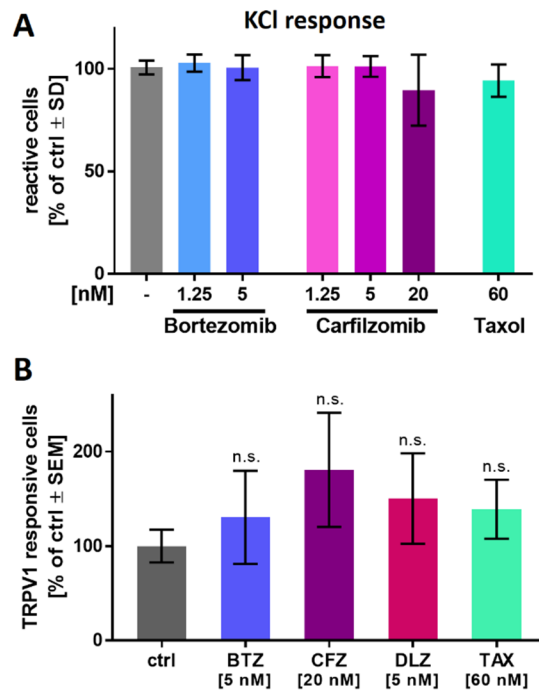 A
KCl response
reactive cells
[% of ctrl ± SD]
100
50
0
[nM]
- 1.25 5 1.25 5 20 60
Bortezomib Carfilzomib Taxol
B
TRPV1 responsive cells
[% of ctrl ± SEM]
200
100
0
n.s. n.s. n.s. n.s.
ctrl BTZ CFZ DLZ TAX
[5 nM] [20 nM] [5 nM] [60 nM]